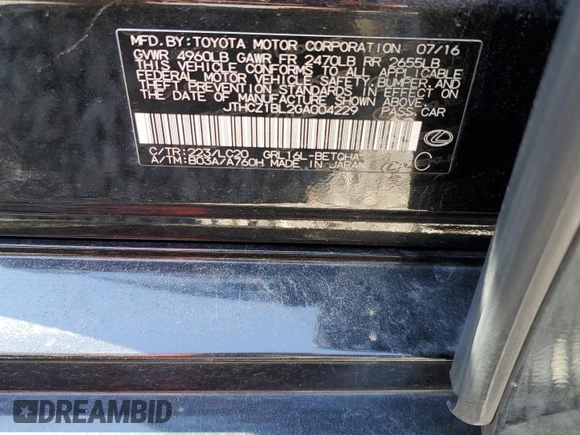 MFD.BY:TOYOTA MOTOR CORPORATION 07/16
GVWR 4960LB GAWR FR 2470LB RR 2655LB
THIS VEHICLE CONFORMS TO ALL APPLICABLE
FEDERAL MOTOR VEHICLE SAFETY, BUMPER AND
THEFT PREVENTION STANDARDS IN EFFECT ON
THE DATE OF MANUFACTURE SHOWN ABOVE.
JTHCZ1BL2GA004229 PASS.CAR
C/TR:223/LC20 GRL16L-BETQHA
A/TM:B03A/A760H MADE IN JAPAN C
DREAMBID